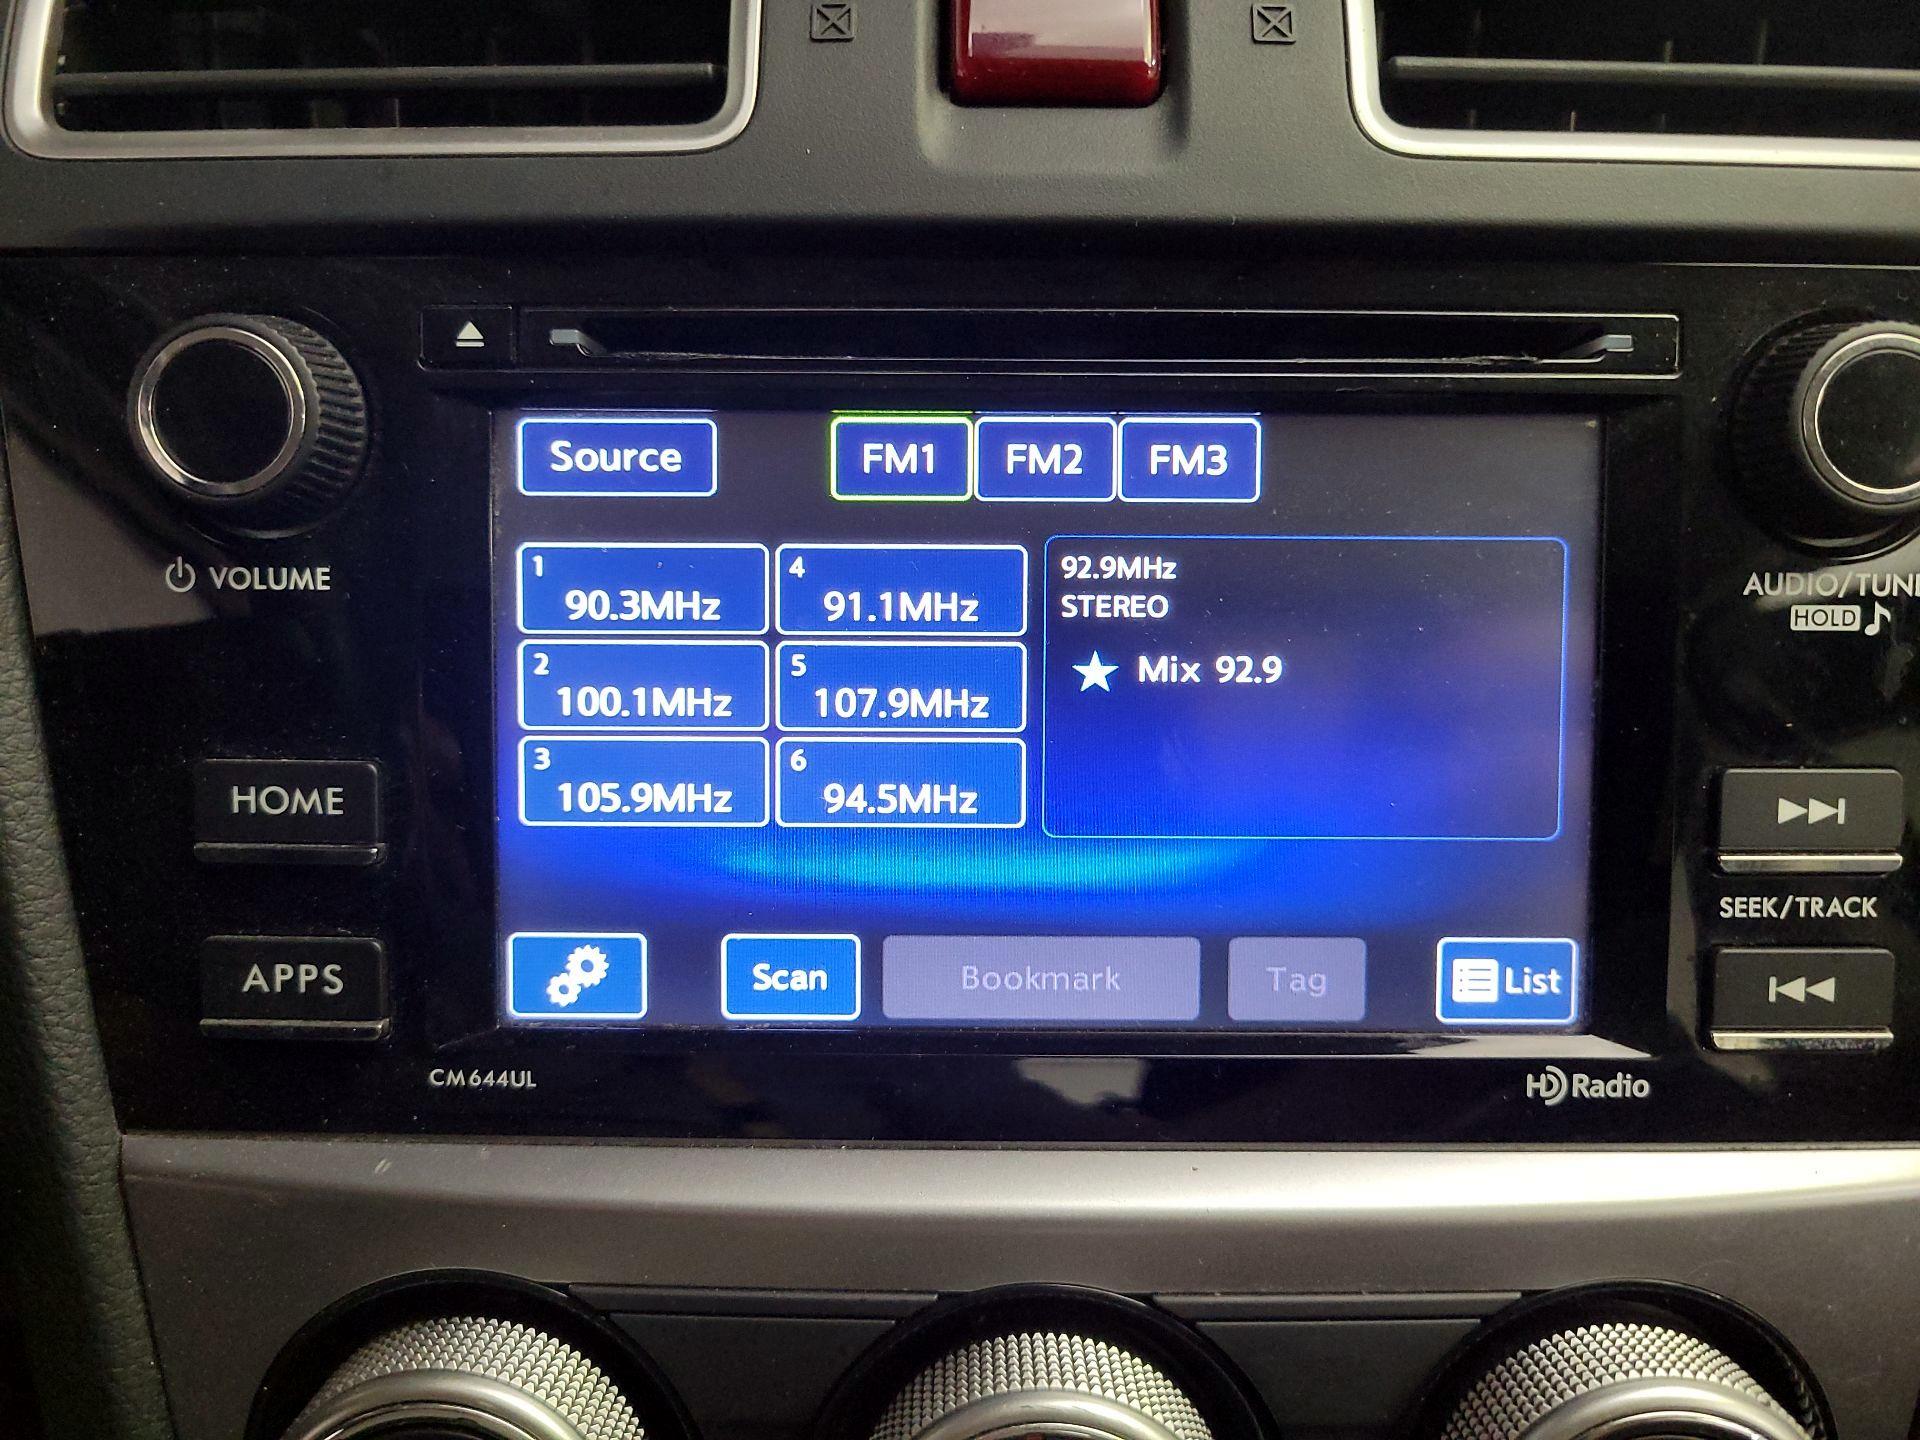 Source
FM1
FM2
FM3
1
90.3MHz
4
91.1MHz
2
100.1MHz
5
107.9MHz
3
105.9MHz
6
94.5MHz
92.9MHz
STEREO
Mix 92.9
Scan
Bookmark
Tag
List
VOLUME
HOME
APPS
AUDIO/TUN
HOLD
SEEK/TRACK
CM644UL
HD Radio